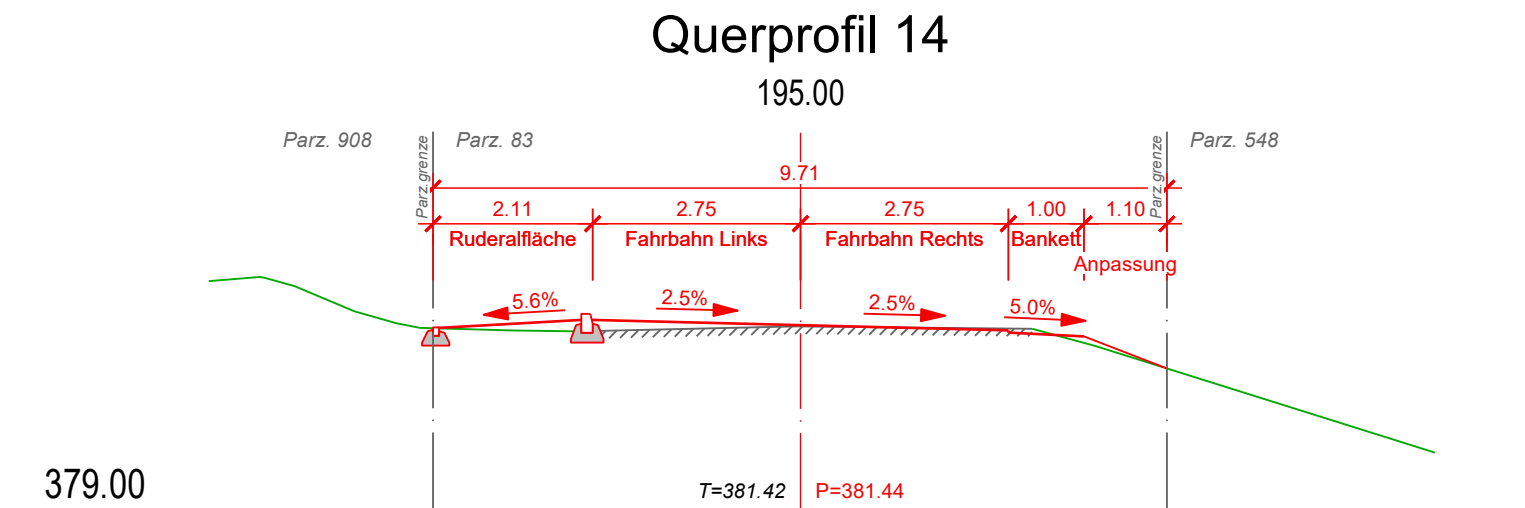 Querprofil 14
195.00
Parz. 908
Parz.grenze
Parz. 83
Parz.grenze
Parz. 548
9.71
2.11
2.75
2.75
1.00
1.10
Ruderalfläche
Fahrbahn Links
Fahrbahn Rechts
Bankett
Anpassung
5.6%
2.5%
2.5%
5.0%
379.00
T=381.42
P=381.44